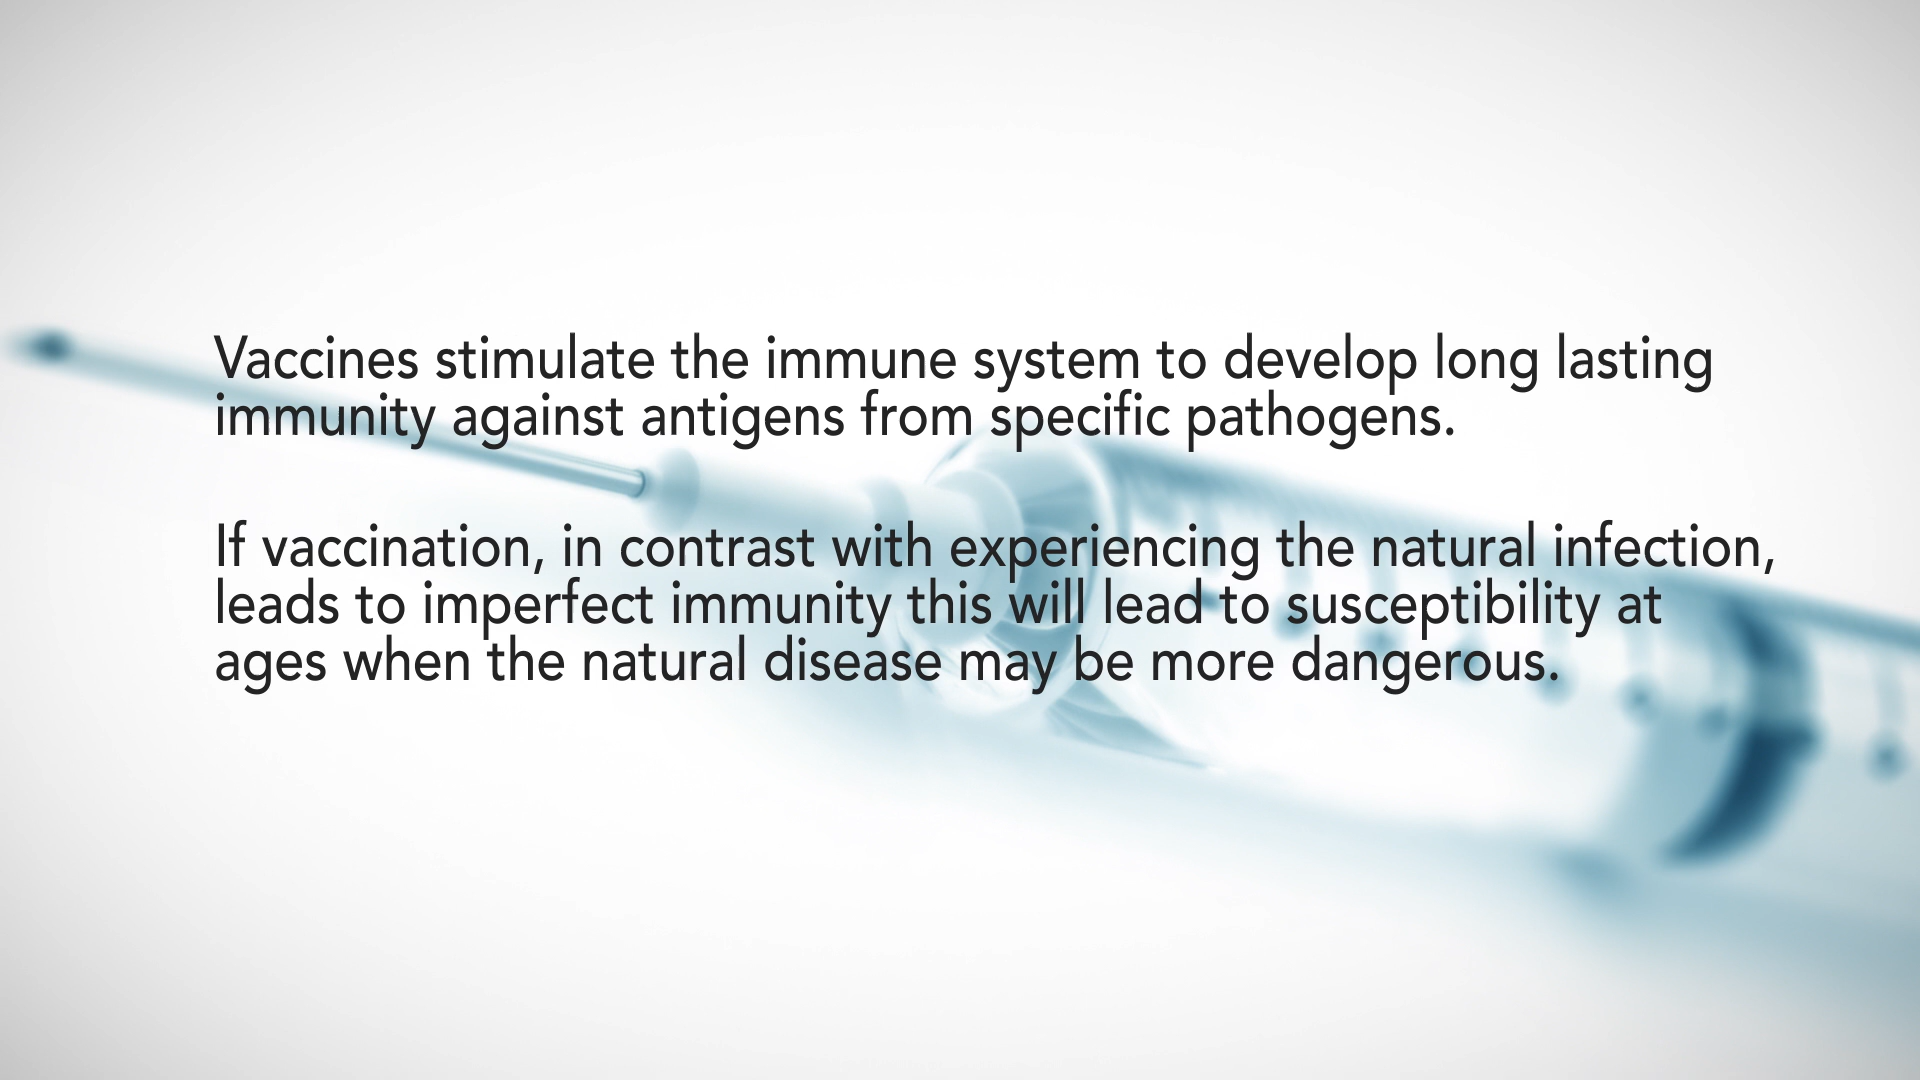 Vaccines stimulate the immune system to develop long lasting
immunity against antigens from specific pathogens.
If vaccination, in contrast with experiencing the natural infection,
leads to imperfect immunity this will lead to susceptibility at
ages when the natural disease may be more dangerous.